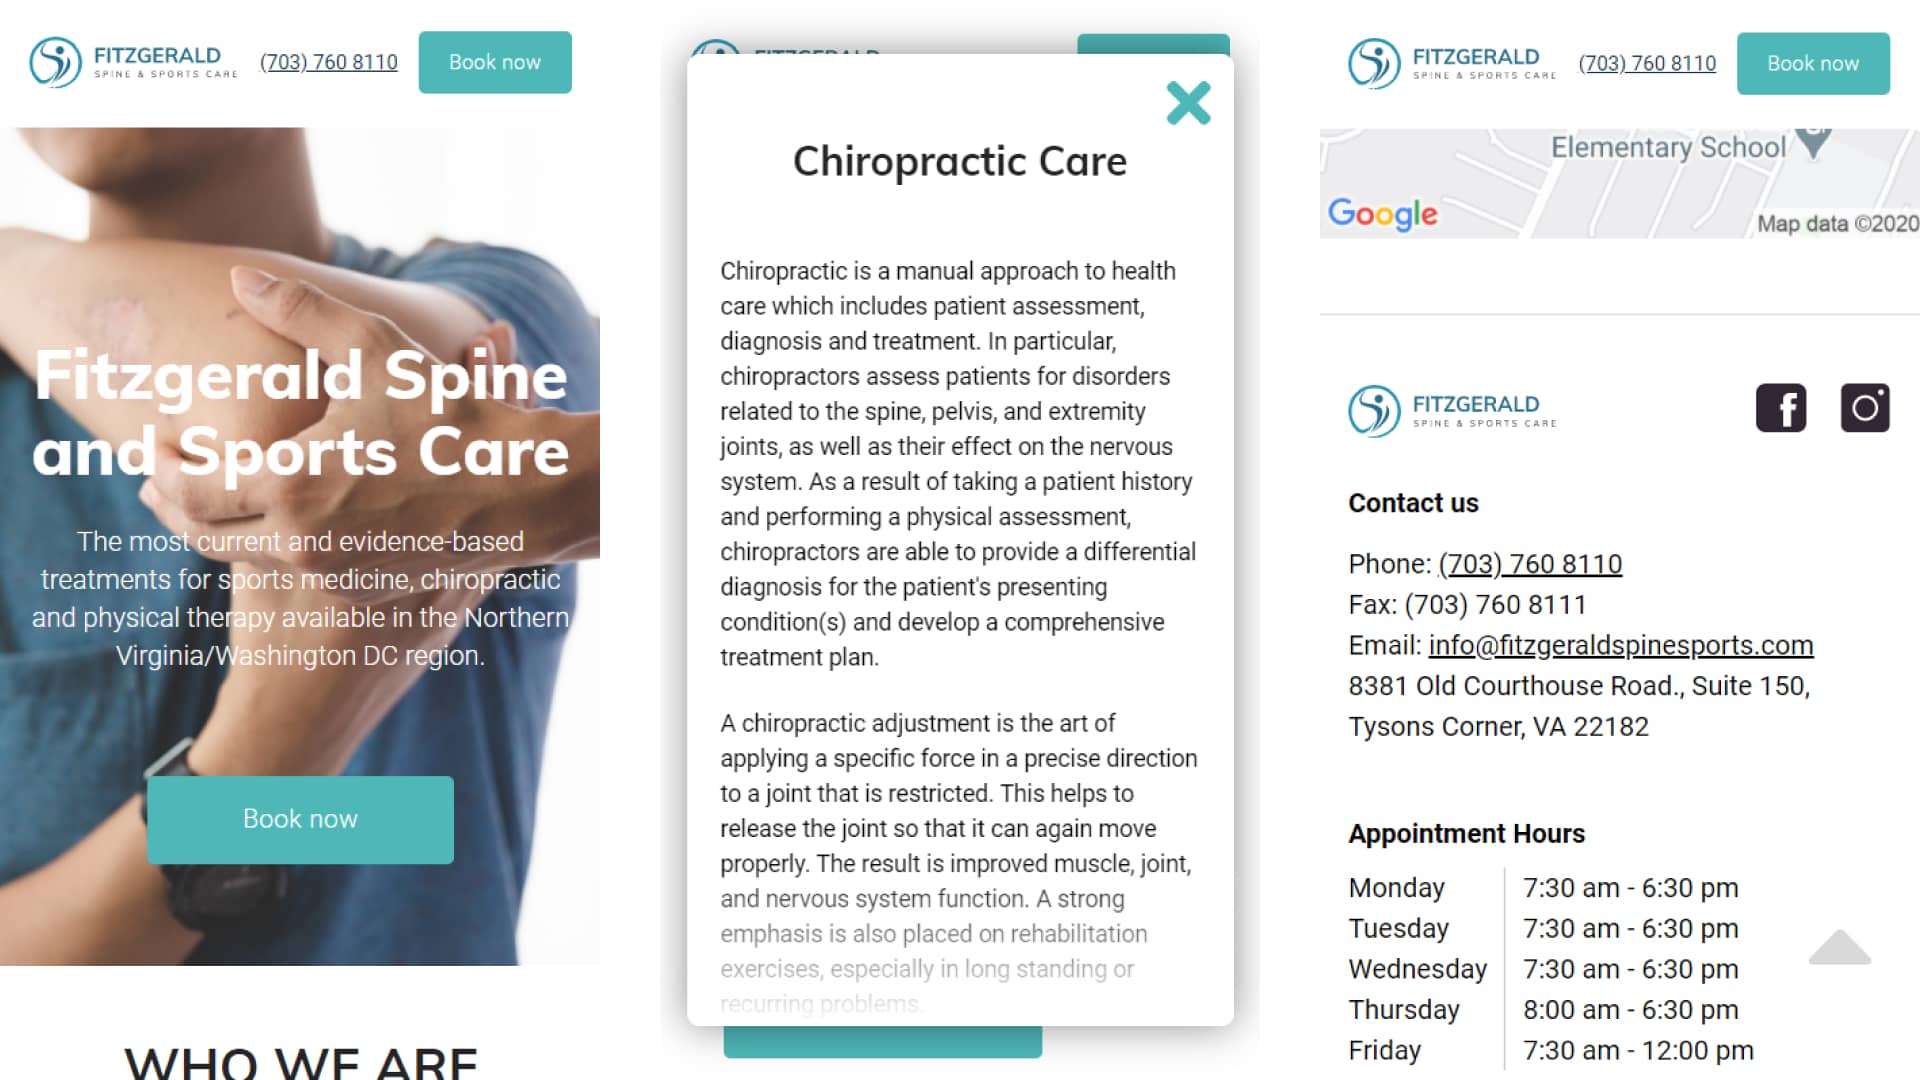 FITZGERALD
SPINE & SPORTS CARE
(703) 760 8110
Book now
Fitzgerald Spine
and Sports Care
The most current and evidence-based
treatments for sports medicine, chiropractic
and physical therapy available in the Northern
Virginia/Washington DC region.
Book now
WHO WE ARE
Chiropractic Care
Chiropractic is a manual approach to health
care which includes patient assessment,
diagnosis and treatment. In particular,
chiropractors assess patients for disorders
related to the spine, pelvis, and extremity
joints, as well as their effect on the nervous
system. As a result of taking a patient history
and performing a physical assessment,
chiropractors are able to provide a differential
diagnosis for the patient's presenting
condition(s) and develop a comprehensive
treatment plan.
A chiropractic adjustment is the art of
applying a specific force in a precise direction
to a joint that is restricted. This helps to
release the joint so that it can again move
properly. The result is improved muscle, joint,
and nervous system function. A strong
emphasis is also placed on rehabilitation
exercises, especially in long standing or
recurring problems.
FITZGERALD
SPINE & SPORTS CARE
(703) 760 8110
Book now
Elementary School
Google
Map data ©2020
FITZGERALD
SPINE & SPORTS CARE
Contact us
Phone: (703) 760 8110
Fax: (703) 760 8111
Email: info@fitzgeraldspinesports.com
8381 Old Courthouse Road., Suite 150,
Tysons Corner, VA 22182
Appointment Hours
Monday 7:30 am - 6:30 pm
Tuesday 7:30 am - 6:30 pm
Wednesday 7:30 am - 6:30 pm
Thursday 8:00 am - 6:30 pm
Friday 7:30 am - 12:00 pm